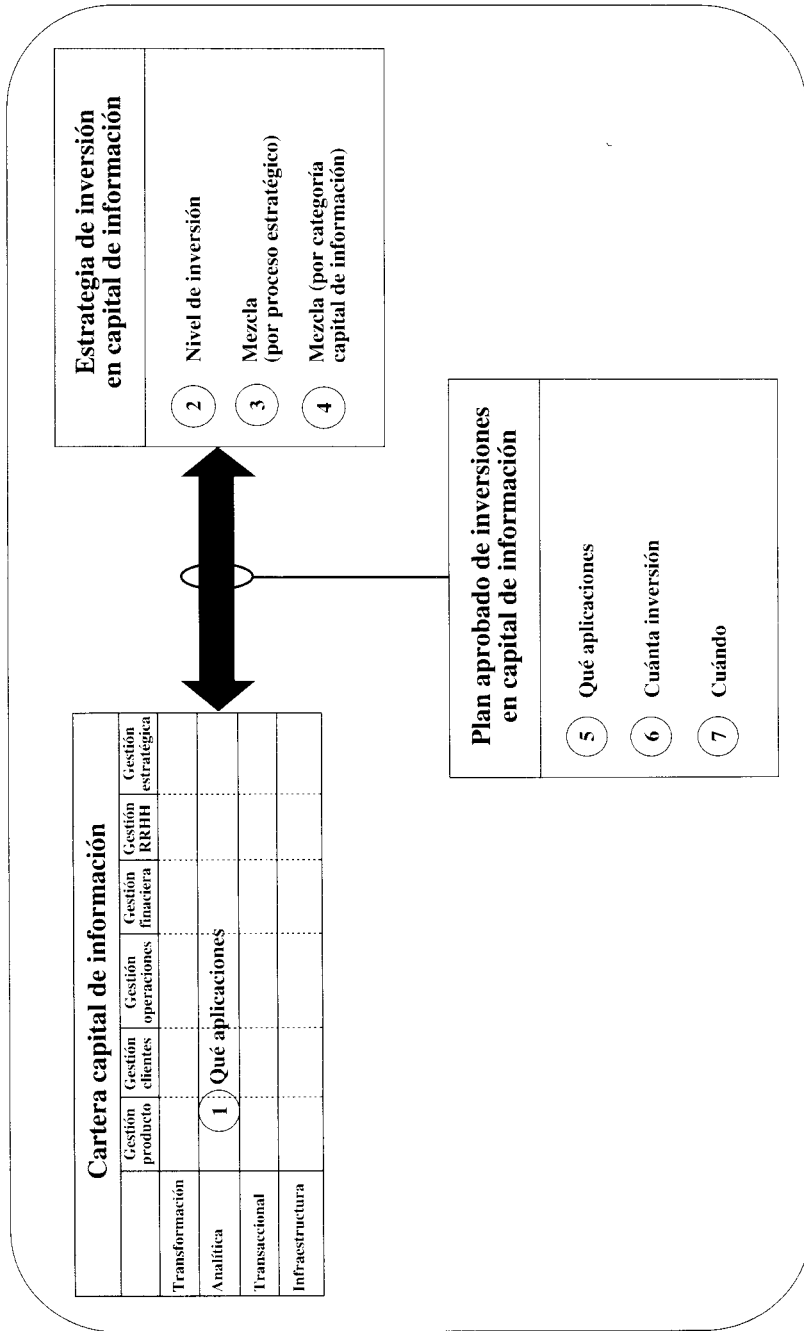 Cartera capital de información
Gestión
producto
Gestión
clientes
Gestión
operaciones
Gestión
finaciera
Gestión
RRHH
Gestión
estratégica
Transformación
Analítica
1 Qué aplicaciones
Transaccional
Infraestructura
Estrategia de inversión
en capital de información
2 Nivel de inversión
3 Mezcla
(por proceso estratégico)
4 Mezcla (por categoría
capital de información)
Plan aprobado de inversiones
en capital de información
5 Qué aplicaciones
6 Cuánta inversión
7 Cuándo